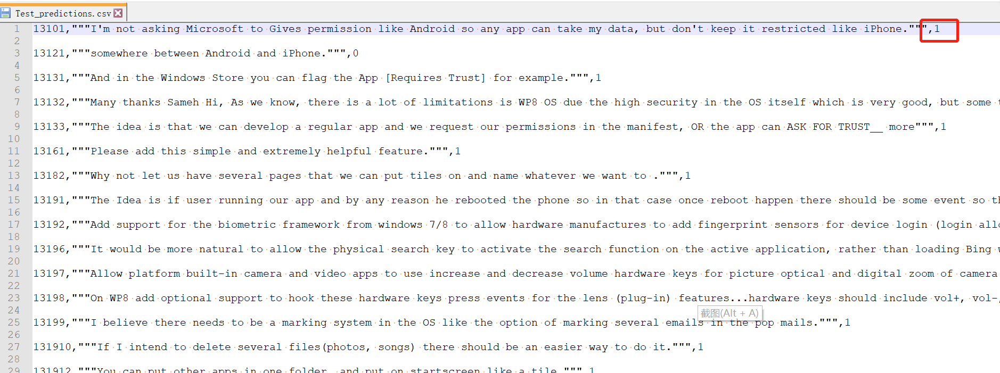 Test_predictions.csv
1 13101,"""I'm not asking Microsoft to Gives permission like Android so any app can take my data, but don't keep it restricted like iPhone.""",1
2
3 13121,"""somewhere between Android and iPhone.""",0
4
5 13131,"""And in the Windows Store you can flag the App [Requires Trust] for example.""",1
6
7 13132,"""Many thanks Sameh Hi, As we know, there is a lot of limitations is WP8 OS due the high security in the OS itself which is very good, but some
8
9 13133,"""The idea is that we can develop a regular app and we request our permissions in the manifest, OR the app can ASK FOR TRUST__ more""",1
10
11 13161,"""Please add this simple and extremely helpful feature.""",1
12
13 13182,"""Why not let us have several pages that we can put tiles on and name whatever we want to .""",1
14
15 13191,"""The Idea is if user running our app and by any reason he rebooted the phone so in that case once reboot happen there should be some event so
16
17 13192,"""Add support for the biometric framework from windows 7/8 to allow hardware manufactures to add fingerprint sensors for device login (login
18
19 13196,"""It would be more natural to allow the physical search key to activate the search function on the active application, rather than loading Bing
20
21 13197,"""Allow platform built-in camera and video apps to use increase and decrease volume hardware keys for picture optical and digital zoom of camera
22
23 13198,"""On WP8 add optional support to hook these hardware keys press events for the lens (plug-in) features...hardware keys should include vol+, vol-,
24
截图(Alt + A)
25 13199,"""I believe there needs to be a marking system in the OS like the option of marking several emails in the pop mails.""",1
26
27 131910,"""If I intend to delete several files(photos, songs) there should be an easier way to do it.""",1
28
29 131912,"""You can put other apps in one folder, and put on startscreen like a tile.""",1